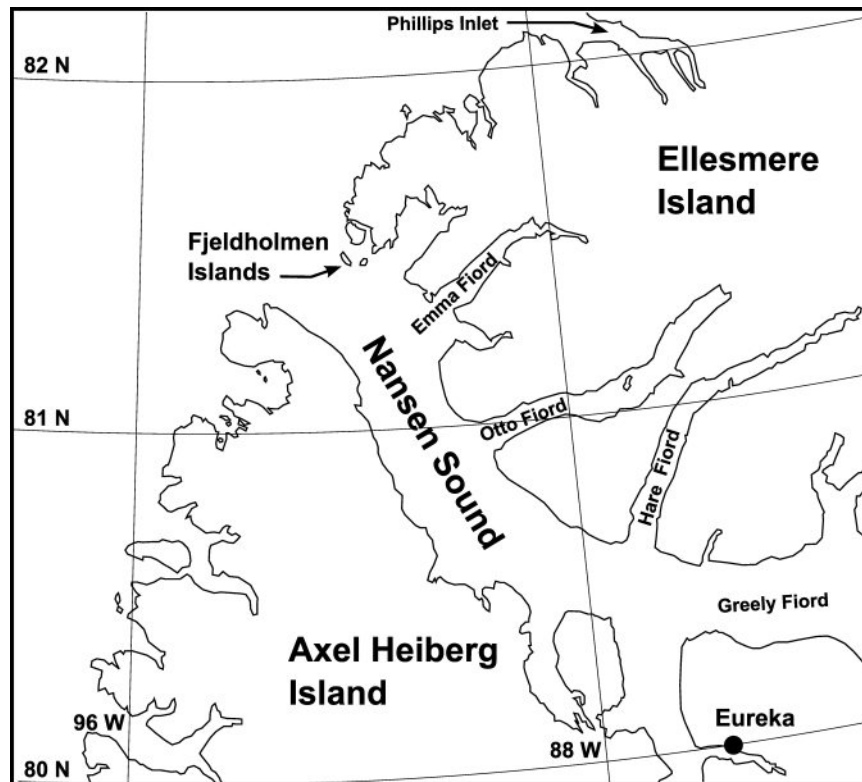 Phillips Inlet
82 N
Ellesmere
Island
Fjeldholmen
Islands
Emma Fiord
Nansen Sound
81 N
Otto Fiord
Hare Fiord
Greely Fiord
Axel Heiberg
Island
96 W
88 W
Eureka
80 N